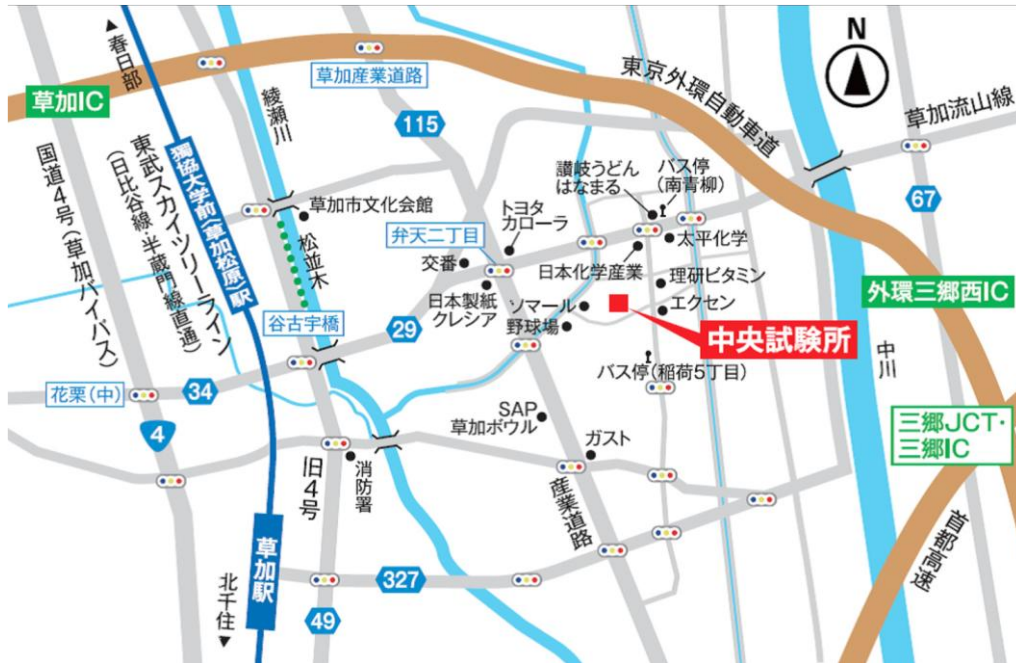 ▲春日部
草加IC
草加産業道路
東京外環自動車道
N
草加流山線
115
67
綾瀬川
国道4号(草加バイパス)
東武スカイツリーライン
(日比谷線・半蔵門線直通)
獨協大学前(草加松原)駅
草加市文化会館
松並木
讃岐うどん
はなまる
バス停
(南青柳)
トヨタ
カローラ
弁天二丁目
交番
太平化学
日本化学産業
理研ビタミン
日本製紙
クレシア
ソマール
エクセン
野球場
中央試験所
外環三郷西IC
谷古宇橋
29
中川
バス停(稲荷5丁目)
花栗(中)
34
4
SAP
草加ボウル
ガスト
三郷JCT・
三郷IC
旧4号
消防署
産業道路
首都高速
草加駅
327
49
北千住▼